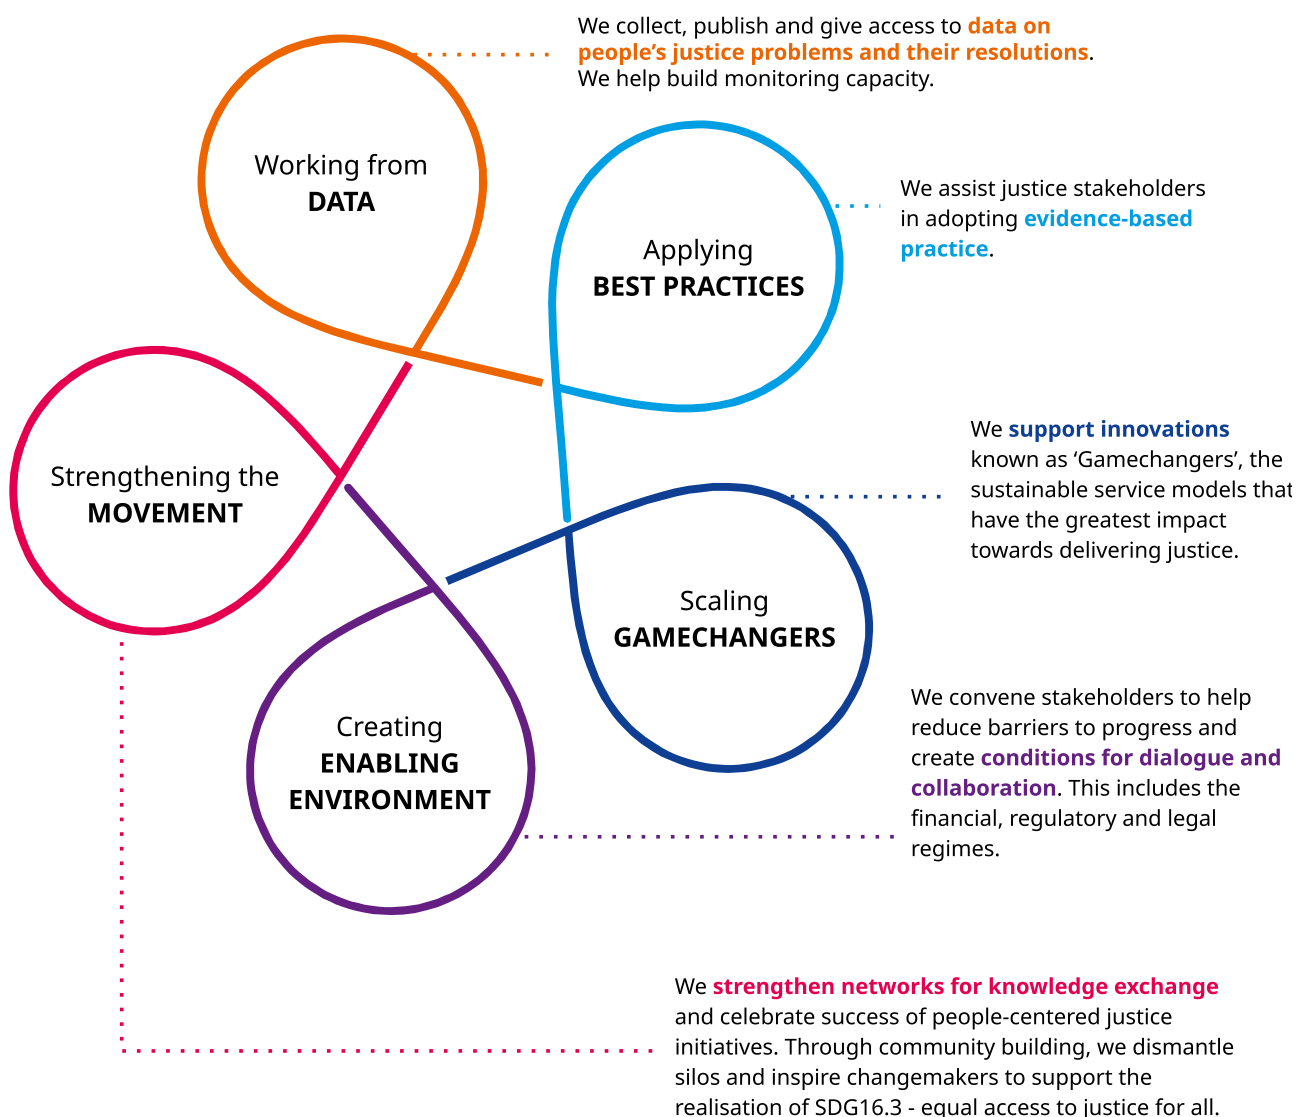 We collect, publish and give access to data on
people’s justice problems and their resolutions.
We help build monitoring capacity.
Working from
DATA
Applying
BEST PRACTICES
We assist justice stakeholders
in adopting evidence-based
practice.
Strengthening the
MOVEMENT
We support innovations
known as ‘Gamechangers’, the
sustainable service models that
have the greatest impact
towards delivering justice.
Scaling
GAMECHANGERS
Creating
ENABLING
ENVIRONMENT
We convene stakeholders to help
reduce barriers to progress and
create conditions for dialogue and
collaboration. This includes the
financial, regulatory and legal
regimes.
We strengthen networks for knowledge exchange
and celebrate success of people-centered justice
initiatives. Through community building, we dismantle
silos and inspire changemakers to support the
realisation of SDG16.3 - equal access to justice for all.